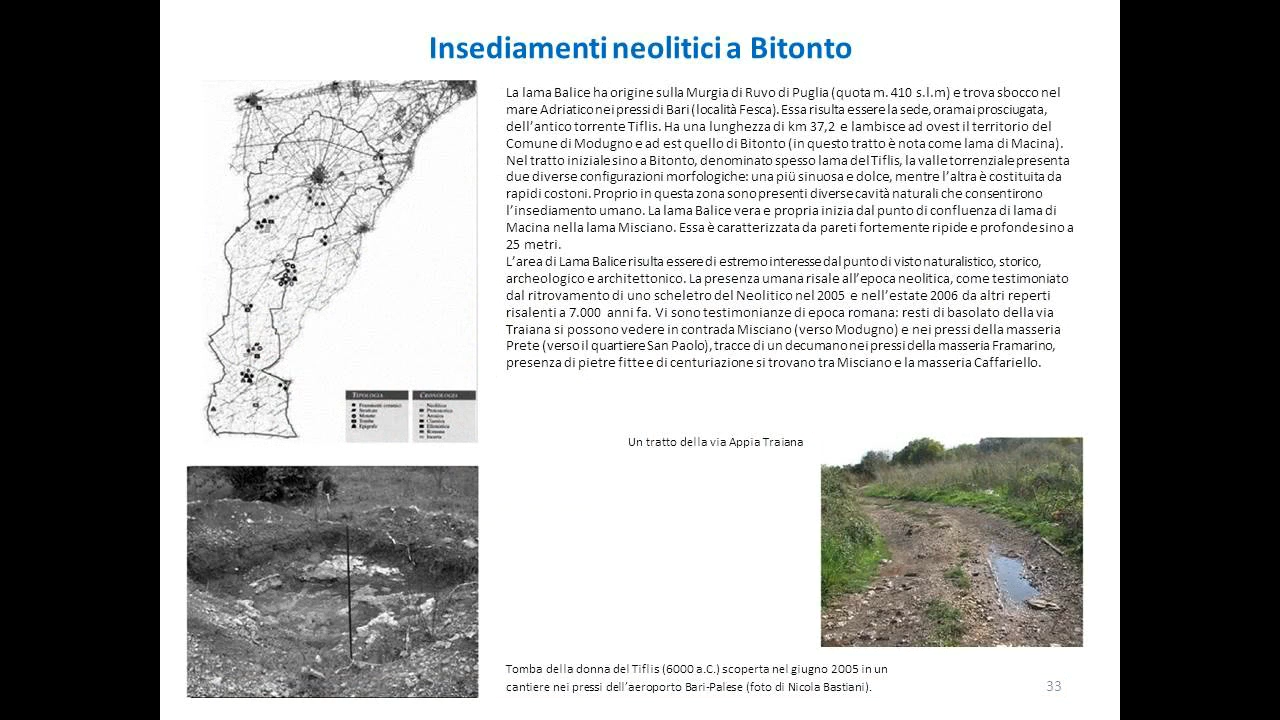 Insediamenti neolitici a Bitonto
La lama Balice ha origine sulla Murgia di Ruvo di Puglia (quota m. 410 s.l.m) e trova sbocco nel
mare Adriatico nei pressi di Bari (località Fesca). Essa risulta essere la sede, oramai prosciugata,
dell’antico torrente Tiflis. Ha una lunghezza di km 37,2 e lambisce ad ovest il territorio del
Comune di Modugno e ad est quello di Bitonto (in questo tratto è nota come lama di Macina).
Nel tratto iniziale sino a Bitonto, denominato spesso lama del Tiflis, la valle torrenziale presenta
due diverse configurazioni morfologiche: una più sinuosa e dolce, mentre l’altra è costituita da
rapidi costoni. Proprio in questa zona sono presenti diverse cavità naturali che consentirono
l’insediamento umano. La lama Balice vera e propria inizia dal punto di confluenza di lama di
Macina nella lama Misciano. Essa è caratterizzata da pareti fortemente ripide e profonde sino a
25 metri.
L’area di Lama Balice risulta essere di estremo interesse dal punto di visto naturalistico, storico,
archeologico e architettonico. La presenza umana risale all’epoca neolitica, come testimoniato
dal ritrovamento di uno scheletro del Neolitico nel 2005 e nell’estate 2006 da altri reperti
risalenti a 7.000 anni fa. Vi sono testimonianze di epoca romana: resti di basolato della via
Traiana si possono vedere in contrada Misciano (verso Modugno) e nei pressi della masseria
Prete (verso il quartiere San Paolo), tracce di un decumano nei pressi della masseria Framarino,
presenza di pietre fitte e di centuriazione si trovano tra Misciano e la masseria Caffariello.
TIPOLOGIA
Frammenti ceramici
Strutture
Monete
Tombe
Epigrafe
CRONOLOGIA
Neolitico
Protostorica
Arcaica
Classica
Ellenistica
Romana
Incerta
Un tratto della via Appia Traiana
Tomba della donna del Tiflis (6000 a.C.) scoperta nel giugno 2005 in un
cantiere nei pressi dell’aeroporto Bari-Palese (foto di Nicola Bastiani).
33